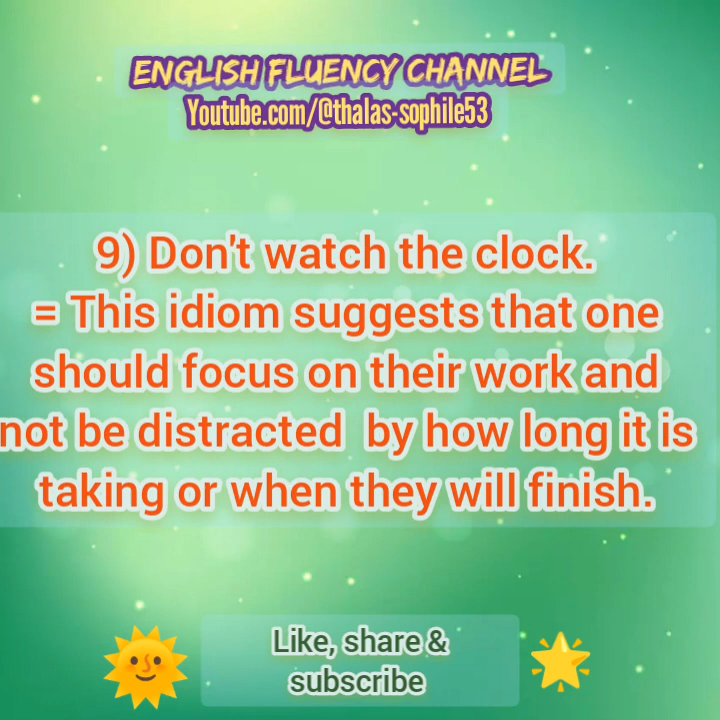 ENGLISH FLUENCY CHANNEL
Youtube.com/@thalas-sophile53
9) Don't watch the clock.
= This idiom suggests that one
should focus on their work and
not be distracted by how long it is
taking or when they will finish.
Like, share &
subscribe